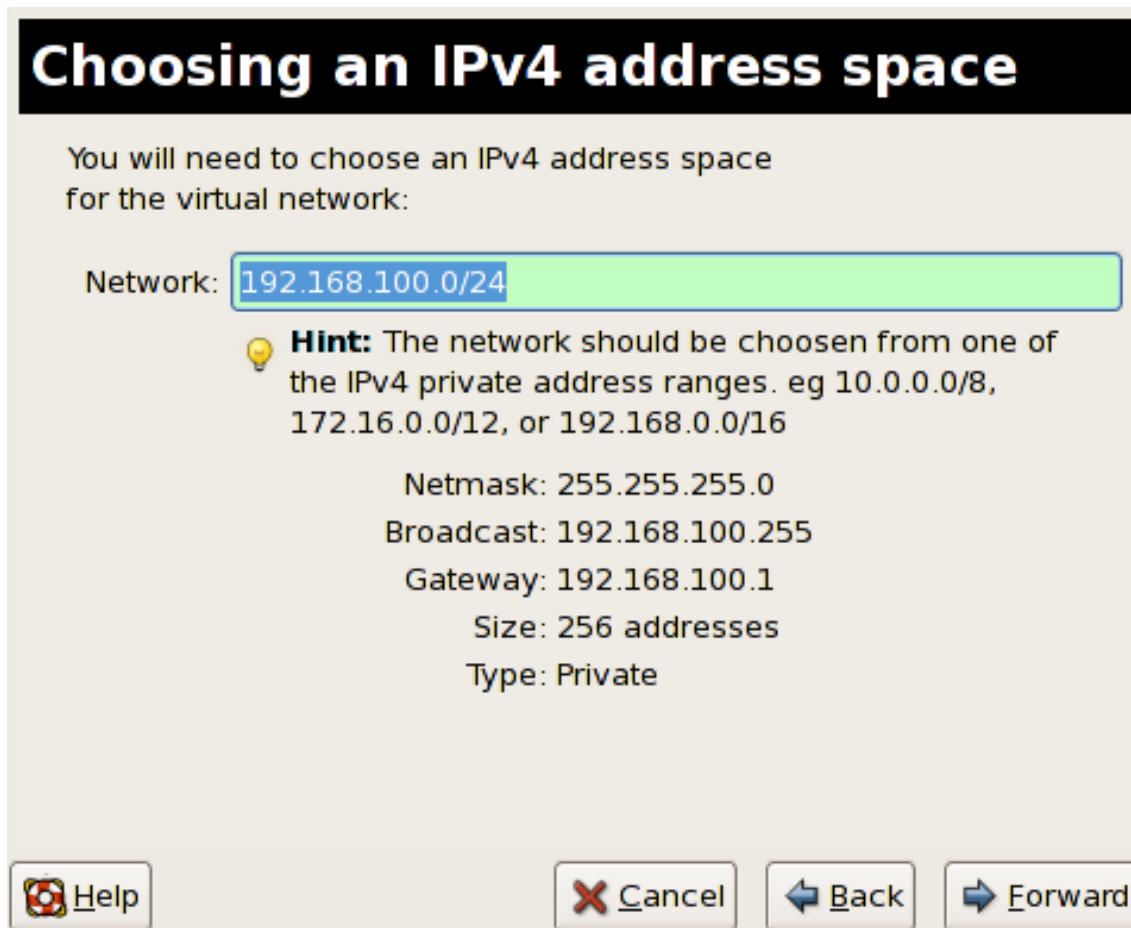 Choosing an IPv4 address space
You will need to choose an IPv4 address space
for the virtual network:
Network: 192.168.100.0/24
Hint: The network should be choosen from one of
the IPv4 private address ranges. eg 10.0.0.0/8,
172.16.0.0/12, or 192.168.0.0/16
Netmask: 255.255.255.0
Broadcast: 192.168.100.255
Gateway: 192.168.100.1
Size: 256 addresses
Type: Private
Help Cancel Back Forward